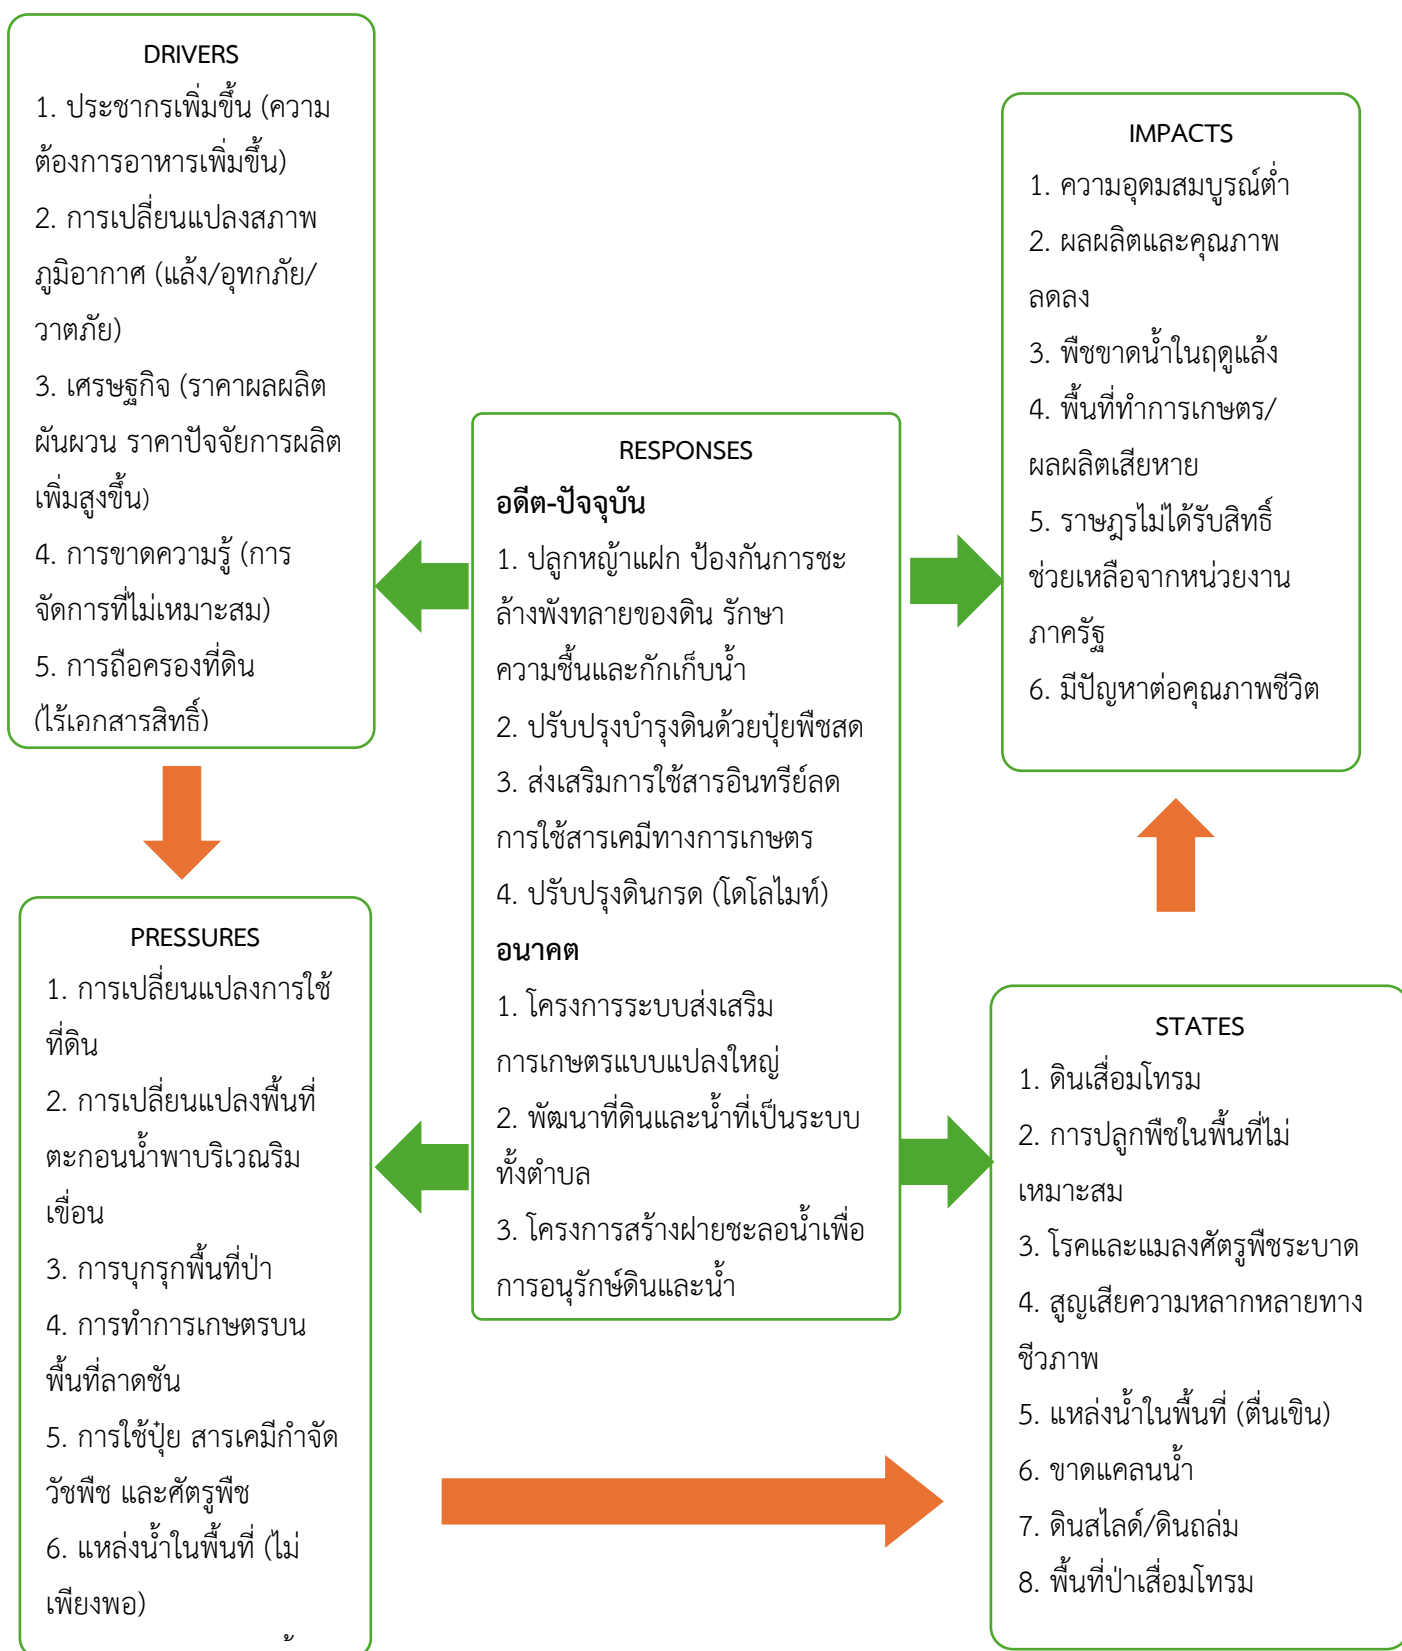 DRIVERS
1. ประชากรเพิ่มขึ้น (ความ
ต้องการอาหารเพิ่มขึ้น)
2. การเปลี่ยนแปลงสภาพ
ภูมิอากาศ (แล้ง/อุทกภัย/
วาตภัย)
3. เศรษฐกิจ (ราคาผลผลิต
ผันผวน ราคาปัจจัยการผลิต
เพิ่มสูงขึ้น)
4. การขาดความรู้ (การ
จัดการที่ไม่เหมาะสม)
5. การถือครองที่ดิน
(ไร้เอกสารสิทธิ์)
PRESSURES
1. การเปลี่ยนแปลงการใช้
ที่ดิน
2. การเปลี่ยนแปลงพื้นที่
ตะกอนน้ำพาบริเวณริม
เขื่อน
3. การบุกรุกพื้นที่ป่า
4. การทำการเกษตรบน
พื้นที่ลาดชัน
5. การใช้ปุ๋ย สารเคมีกำจัด
วัชพืช และศัตรูพืช
6. แหล่งน้ำในพื้นที่ (ไม่
เพียงพอ)
RESPONSES
อดีต-ปัจจุบัน
1. ปลูกหญ้าแฝก ป้องกันการชะ
ล้างพังทลายของดิน รักษา
ความชื้นและกักเก็บน้ำ
2. ปรับปรุงบำรุงดินด้วยปุ๋ยพืชสด
3. ส่งเสริมการใช้สารอินทรีย์ลด
การใช้สารเคมีทางการเกษตร
4. ปรับปรุงดินกรด (โดโลไมท์)
อนาคต
1. โครงการระบบส่งเสริม
การเกษตรแบบแปลงใหญ่
2. พัฒนาที่ดินและน้ำที่เป็นระบบ
ทั้งตำบล
3. โครงการสร้างฝายชะลอน้ำเพื่อ
การอนุรักษ์ดินและน้ำ
IMPACTS
1. ความอุดมสมบูรณ์ต่ำ
2. ผลผลิตและคุณภาพ
ลดลง
3. พืชขาดน้ำในฤดูแล้ง
4. พื้นที่ทำการเกษตร/
ผลผลิตเสียหาย
5. ราษฎรไม่ได้รับสิทธิ์
ช่วยเหลือจากหน่วยงาน
ภาครัฐ
6. มีปัญหาต่อคุณภาพชีวิต
STATES
1. ดินเสื่อมโทรม
2. การปลูกพืชในพื้นที่ไม่
เหมาะสม
3. โรคและแมลงศัตรูพืชระบาด
4. สูญเสียความหลากหลายทาง
ชีวภาพ
5. แหล่งน้ำในพื้นที่ (ตื่นเขิน)
6. ขาดแคลนน้ำ
7. ดินสไลด์/ดินถล่ม
8. พื้นที่ป่าเสื่อมโทรม